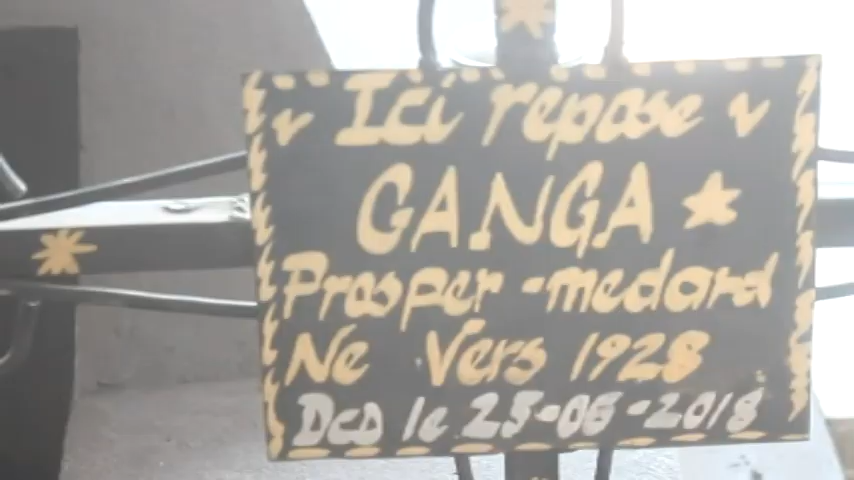 Ici repose
GANGA
Prosper-medard
Ne Vers 1928
DCD le 25-06-2018